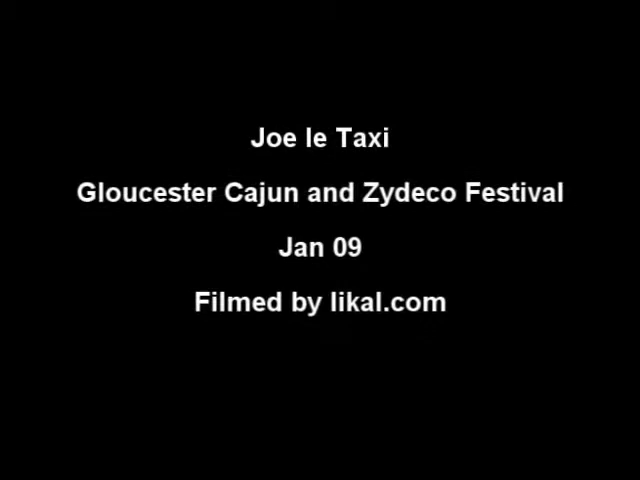 Joe le Taxi
Gloucester Cajun and Zydeco Festival
Jan 09
Filmed by likal.com